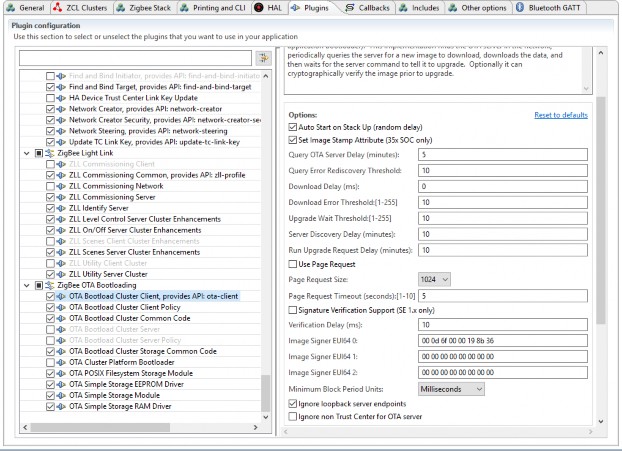 General
ZCL Clusters
Zigbee Stack
Printing and CLI
HAL
Plugins
Callbacks
Includes
Other options
Bluetooth GATT
Plugin configuration
Use this section to select or unselect the plugins that you want to use in your application
Find and Bind Initiator, provides API: find-and-bind-initiato
Find and Bind Target, provides API: find-and-bind-target
HA Device Trust Center Link Key Update
Network Creator, provides API: network-creator
Network Creator Security, provides API: network-creator-se
Network Steering, provides API: network-steering
Update TC Link Key, provides API: update-tc-link-key
ZigBee Light Link
ZLL Commissioning Client
ZLL Commissioning Common, provides API: zll-profile
ZLL Commissioning Network
ZLL Commissioning Server
ZLL Identify Server
ZLL Level Control Server Cluster Enhancements
ZLL On/Off Server Cluster Enhancements
ZLL Scenes Client Cluster Enhancements
ZLL Scenes Server Cluster Enhancements
ZLL Utility Client Cluster
ZLL Utility Server Cluster
ZigBee OTA Bootloading
OTA Bootload Cluster Client, provides API: ota-client
OTA Bootload Cluster Client Policy
OTA Bootload Cluster Common Code
OTA Bootload Cluster Server
OTA Bootload Cluster Server Policy
OTA Bootload Cluster Storage Common Code
OTA Cluster Platform Bootloader
OTA POSIX Filesystem Storage Module
OTA Simple Storage EEPROM Driver
OTA Simple Storage Module
OTA Simple Storage RAM Driver
periodically queries the server for a new image to download, downloads the data, and
then waits for the server command to tell it to upgrade. Optionally it can
cryptographically verify the image prior to upgrade.
Options:
Reset to defaults
Auto Start on Stack Up (random delay)
Set Image Stamp Attribute (35x SOC only)
Query OTA Server Delay (minutes): 5
Query Error Rediscovery Threshold: 10
Download Delay (ms): 0
Download Error Threshold:[1-255] 10
Upgrade Wait Threshold:[1-255] 10
Server Discovery Delay (minutes): 10
Run Upgrade Request Delay (minutes): 10
Use Page Request
Page Request Size: 1024
Page Request Timeout (seconds):[1-10] 5
Signature Verification Support (SE 1.x only)
Verification Delay (ms): 10
Image Signer EUI64 0: 00 0d 6f 00 00 19 8b 36
Image Signer EUI64 1: 00 00 00 00 00 00 00 00
Image Signer EUI64 2: 00 00 00 00 00 00 00 00
Minimum Block Period Units: Milliseconds
Ignore loopback server endpoints
Ignore non Trust Center for OTA server